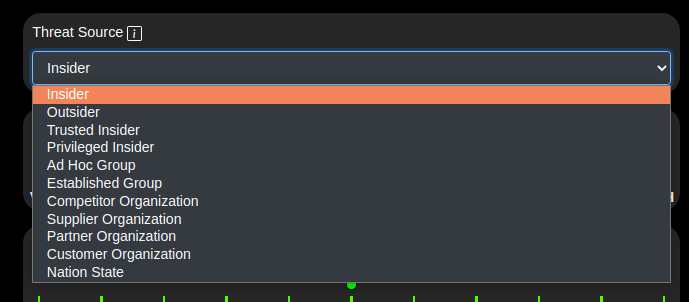 Threat Source i
Insider
Insider
Outsider
Trusted Insider
Privileged Insider
Ad Hoc Group
Established Group
Competitor Organization
Supplier Organization
Partner Organization
Customer Organization
Nation State